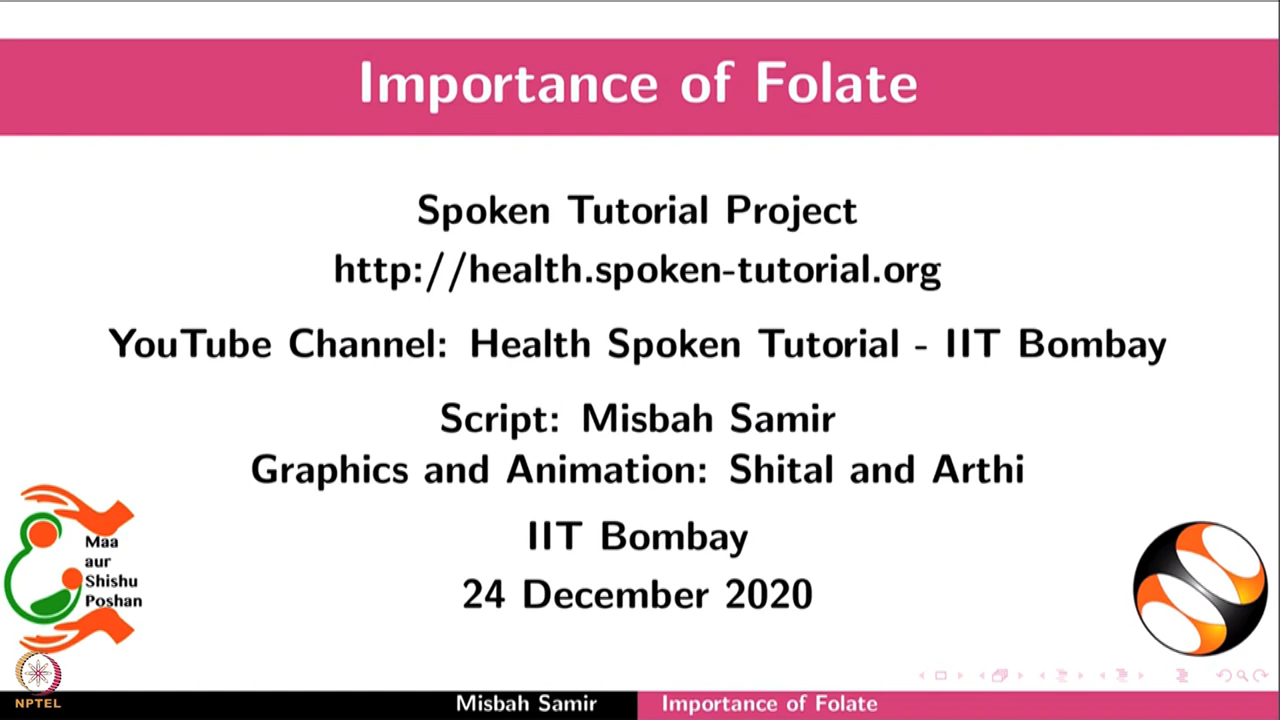 Importance of Folate
Spoken Tutorial Project
http://health.spoken-tutorial.org
YouTube Channel: Health Spoken Tutorial - IIT Bombay
Script: Misbah Samir
Graphics and Animation: Shital and Arthi
IIT Bombay
24 December 2020
Maa
aur
Shishu
Poshan
NPTEL
Misbah Samir
Importance of Folate